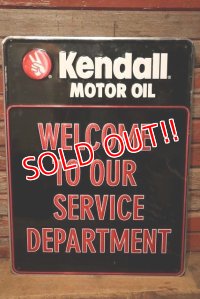 Kendall®
MOTOR OIL
WELCOME
TO OUR
SERVICE
DEPARTMENT
SOLD OUT!!